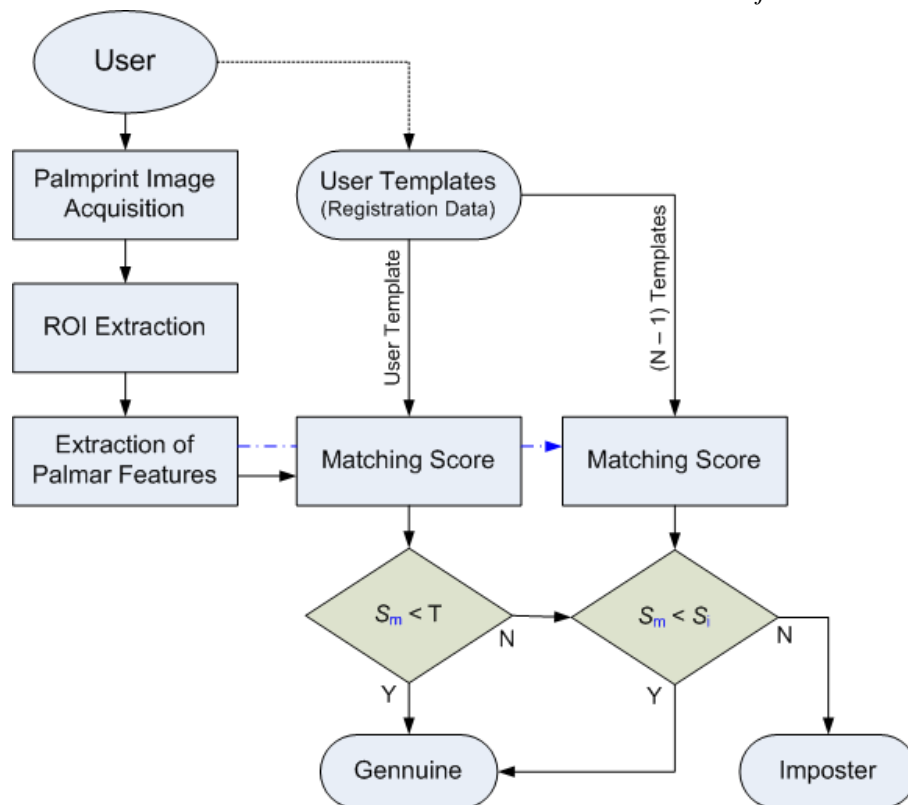 f
User
Palmprint Image
Acquisition
User Templates
(Registration Data)
ROI Extraction
User Template
(N – 1) Templates
Extraction of
Palmar Features
Matching Score
Matching Score
Sm < T
N
Sm < Si
N
Y
Y
Gennuine
Imposter